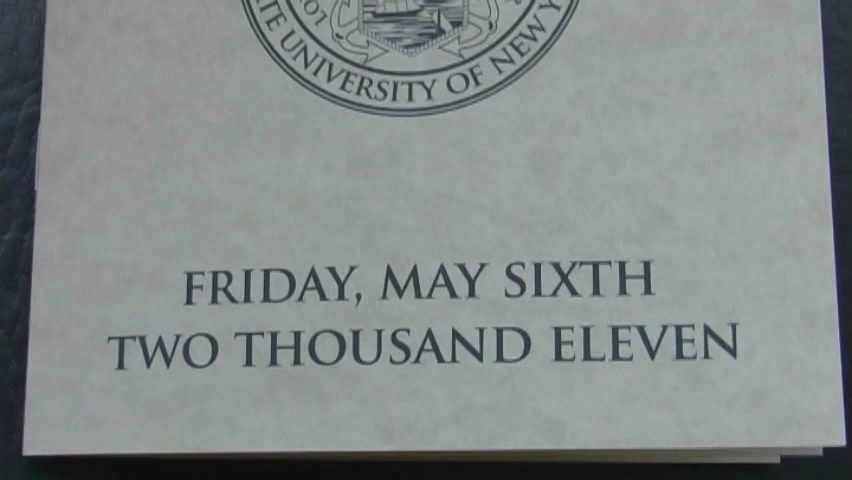 UNIVERSITY OF NEW
FRIDAY, MAY SIXTH
TWO THOUSAND ELEVEN